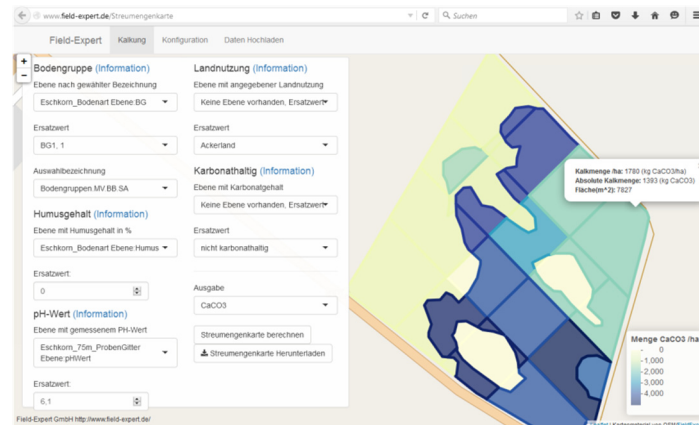 www.field-expert.de/Streumengenkarte
Suchen
Field-Expert
Kalkung
Konfiguration
Daten Hochladen
+
−
Bodengruppe (Information)
Ebene nach gewählter Bezeichnung
Eschkorn_Bodenart Ebene:BG
Ersatzwert
BG1, 1
Auswahlbezeichnung
Bodengruppen.MV.BB.SA
Humusgehalt (Information)
Ebene mit Humusgehalt in %
Eschkorn_Bodenart Ebene:Humus
Ersatzwert
0
pH-Wert (Information)
Ebene mit gemessenem PH-Wert
Eschkorn_75m_ProbenGitter
Ebene:pHWert
Ersatzwert
6,1
Landnutzung (Information)
Ebene mit angegebener Landnutzung
Keine Ebene vorhanden, Ersatzwert
Ersatzwert
Ackerland
Karbonathaltig (Information)
Ebene mit Karbonatgehalt
Keine Ebene vorhanden, Ersatzwert
Ersatzwert
nicht karbonathaltig
Ausgabe
CaCO3
Streumengenkarte berechnen
Streumengenkarte Herunterladen
Kalkmenge /ha: 1780 (kg CaCO3/ha)
Absolute Kalkmenge: 1393 (kg CaCO3)
Fläche(m^2): 7827
Menge CaCO3 /ha
0
1,000
2,000
3,000
4,000
Field-Expert GmbH http://www.field-expert.de/